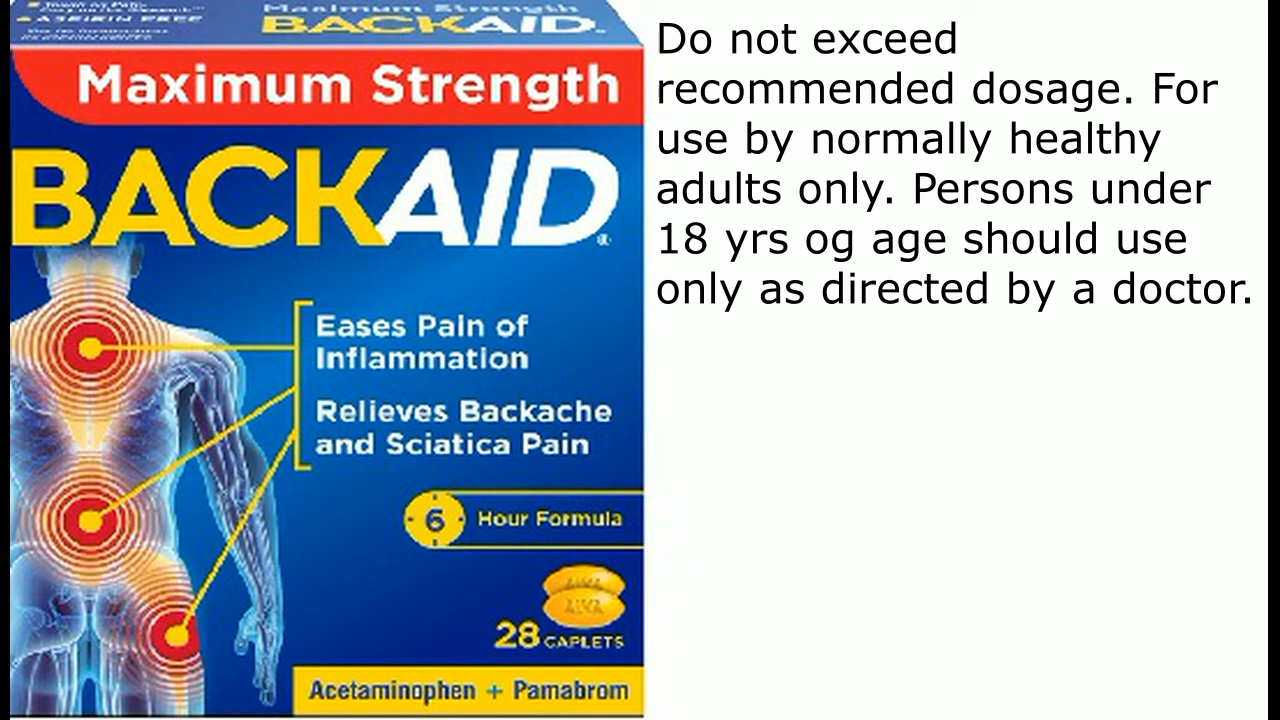 Maximum Strength
BACKAID
ASPIRIN FREE
Maximum Strength
BACKAID®
Eases Pain of
Inflammation
Relieves Backache
and Sciatica Pain
6 Hour Formula
28 CAPLETS
Acetaminophen + Pamabrom
Do not exceed
recommended dosage. For
use by normally healthy
adults only. Persons under
18 yrs og age should use
only as directed by a doctor.